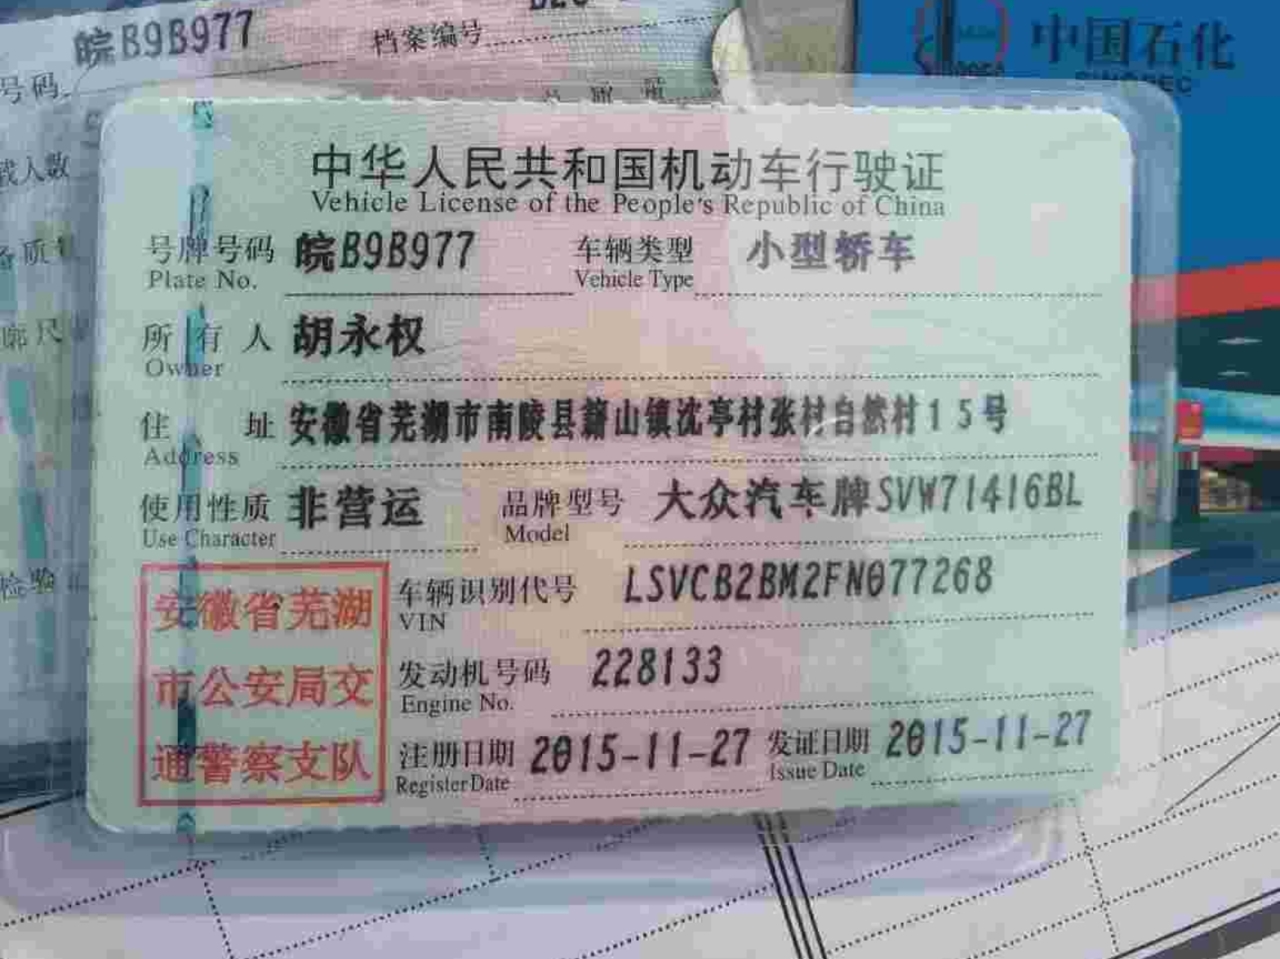 皖B9B977
档案编号
号码
中国石化
SINOPEC
中华人民共和国机动车行驶证
Vehicle License of the People's Republic of China
号牌号码 皖B9B977 车辆类型 小型轿车
Plate No. Vehicle Type
所有人 胡永权
Owner
住址 安徽省芜湖市南陵县籍山镇沈亭村张村自然村15号
Address
使用性质 非营运 品牌型号 大众汽车牌SVW71416BL
Use Character Model
安徽省芜湖
市公安局交
通警察支队
车辆识别代号 LSVCB2BM2FN077268
VIN
发动机号码 228133
Engine No.
注册日期 2015-11-27 发证日期 2015-11-27
Register Date Issue Date
载人数
廓尺
检验